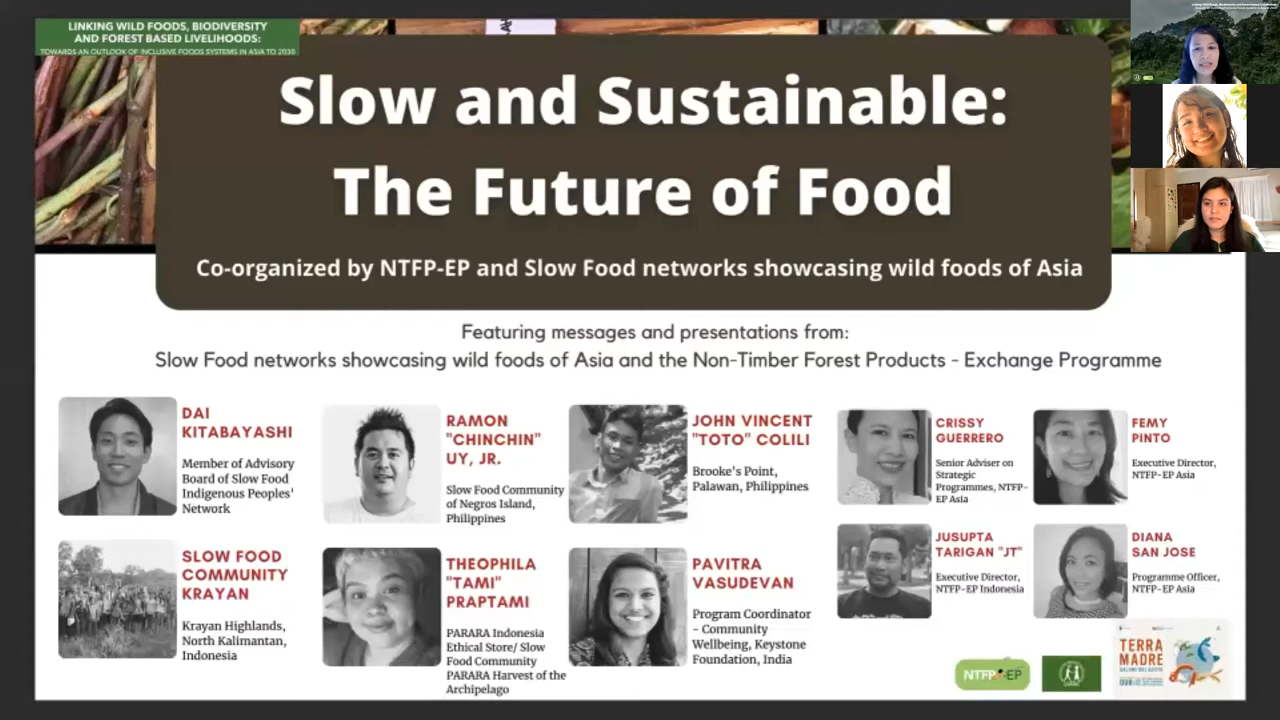 LINKING WILD FOODS, BIODIVERSITY
AND FOREST BASED LIVELIHOODS:
TOWARDS AN OUTLOOK OF INCLUSIVE FOODS SYSTEMS IN ASIA TO 2030
Slow and Sustainable:
The Future of Food
Co-organized by NTFP-EP and Slow Food networks showcasing wild foods of Asia
Featuring messages and presentations from:
Slow Food networks showcasing wild foods of Asia and the Non-Timber Forest Products - Exchange Programme
DAI
KITABAYASHI
Member of Advisory
Board of Slow Food
Indigenous Peoples'
Network
RAMON
"CHINCHIN"
UY, JR.
Slow Food Community
of Negros Island,
Philippines
JOHN VINCENT
"TOTO" COLILI
Brooke's Point,
Palawan, Philippines
CRISSY
GUERRERO
Senior Adviser on
Strategic
Programmes, NTFP-
EP Asia
FEMY
PINTO
Executive Director,
NTFP-EP Asia
SLOW FOOD
COMMUNITY
KRAYAN
Krayan Highlands,
North Kalimantan,
Indonesia
THEOPHILA
"TAMI"
PRAPTAMI
PARARA Indonesia
Ethical Store/ Slow
Food Community
PARARA Harvest of the
Archipelago
PAVITRA
VASUDEVAN
Program Coordinator
- Community
Wellbeing, Keystone
Foundation, India
JUSUPTA
TARIGAN "JT"
Executive Director,
NTFP-EP Indonesia
DIANA
SAN JOSE
Programme Officer,
NTFP-EP Asia
NTFP-EP
TERRA
MADRE